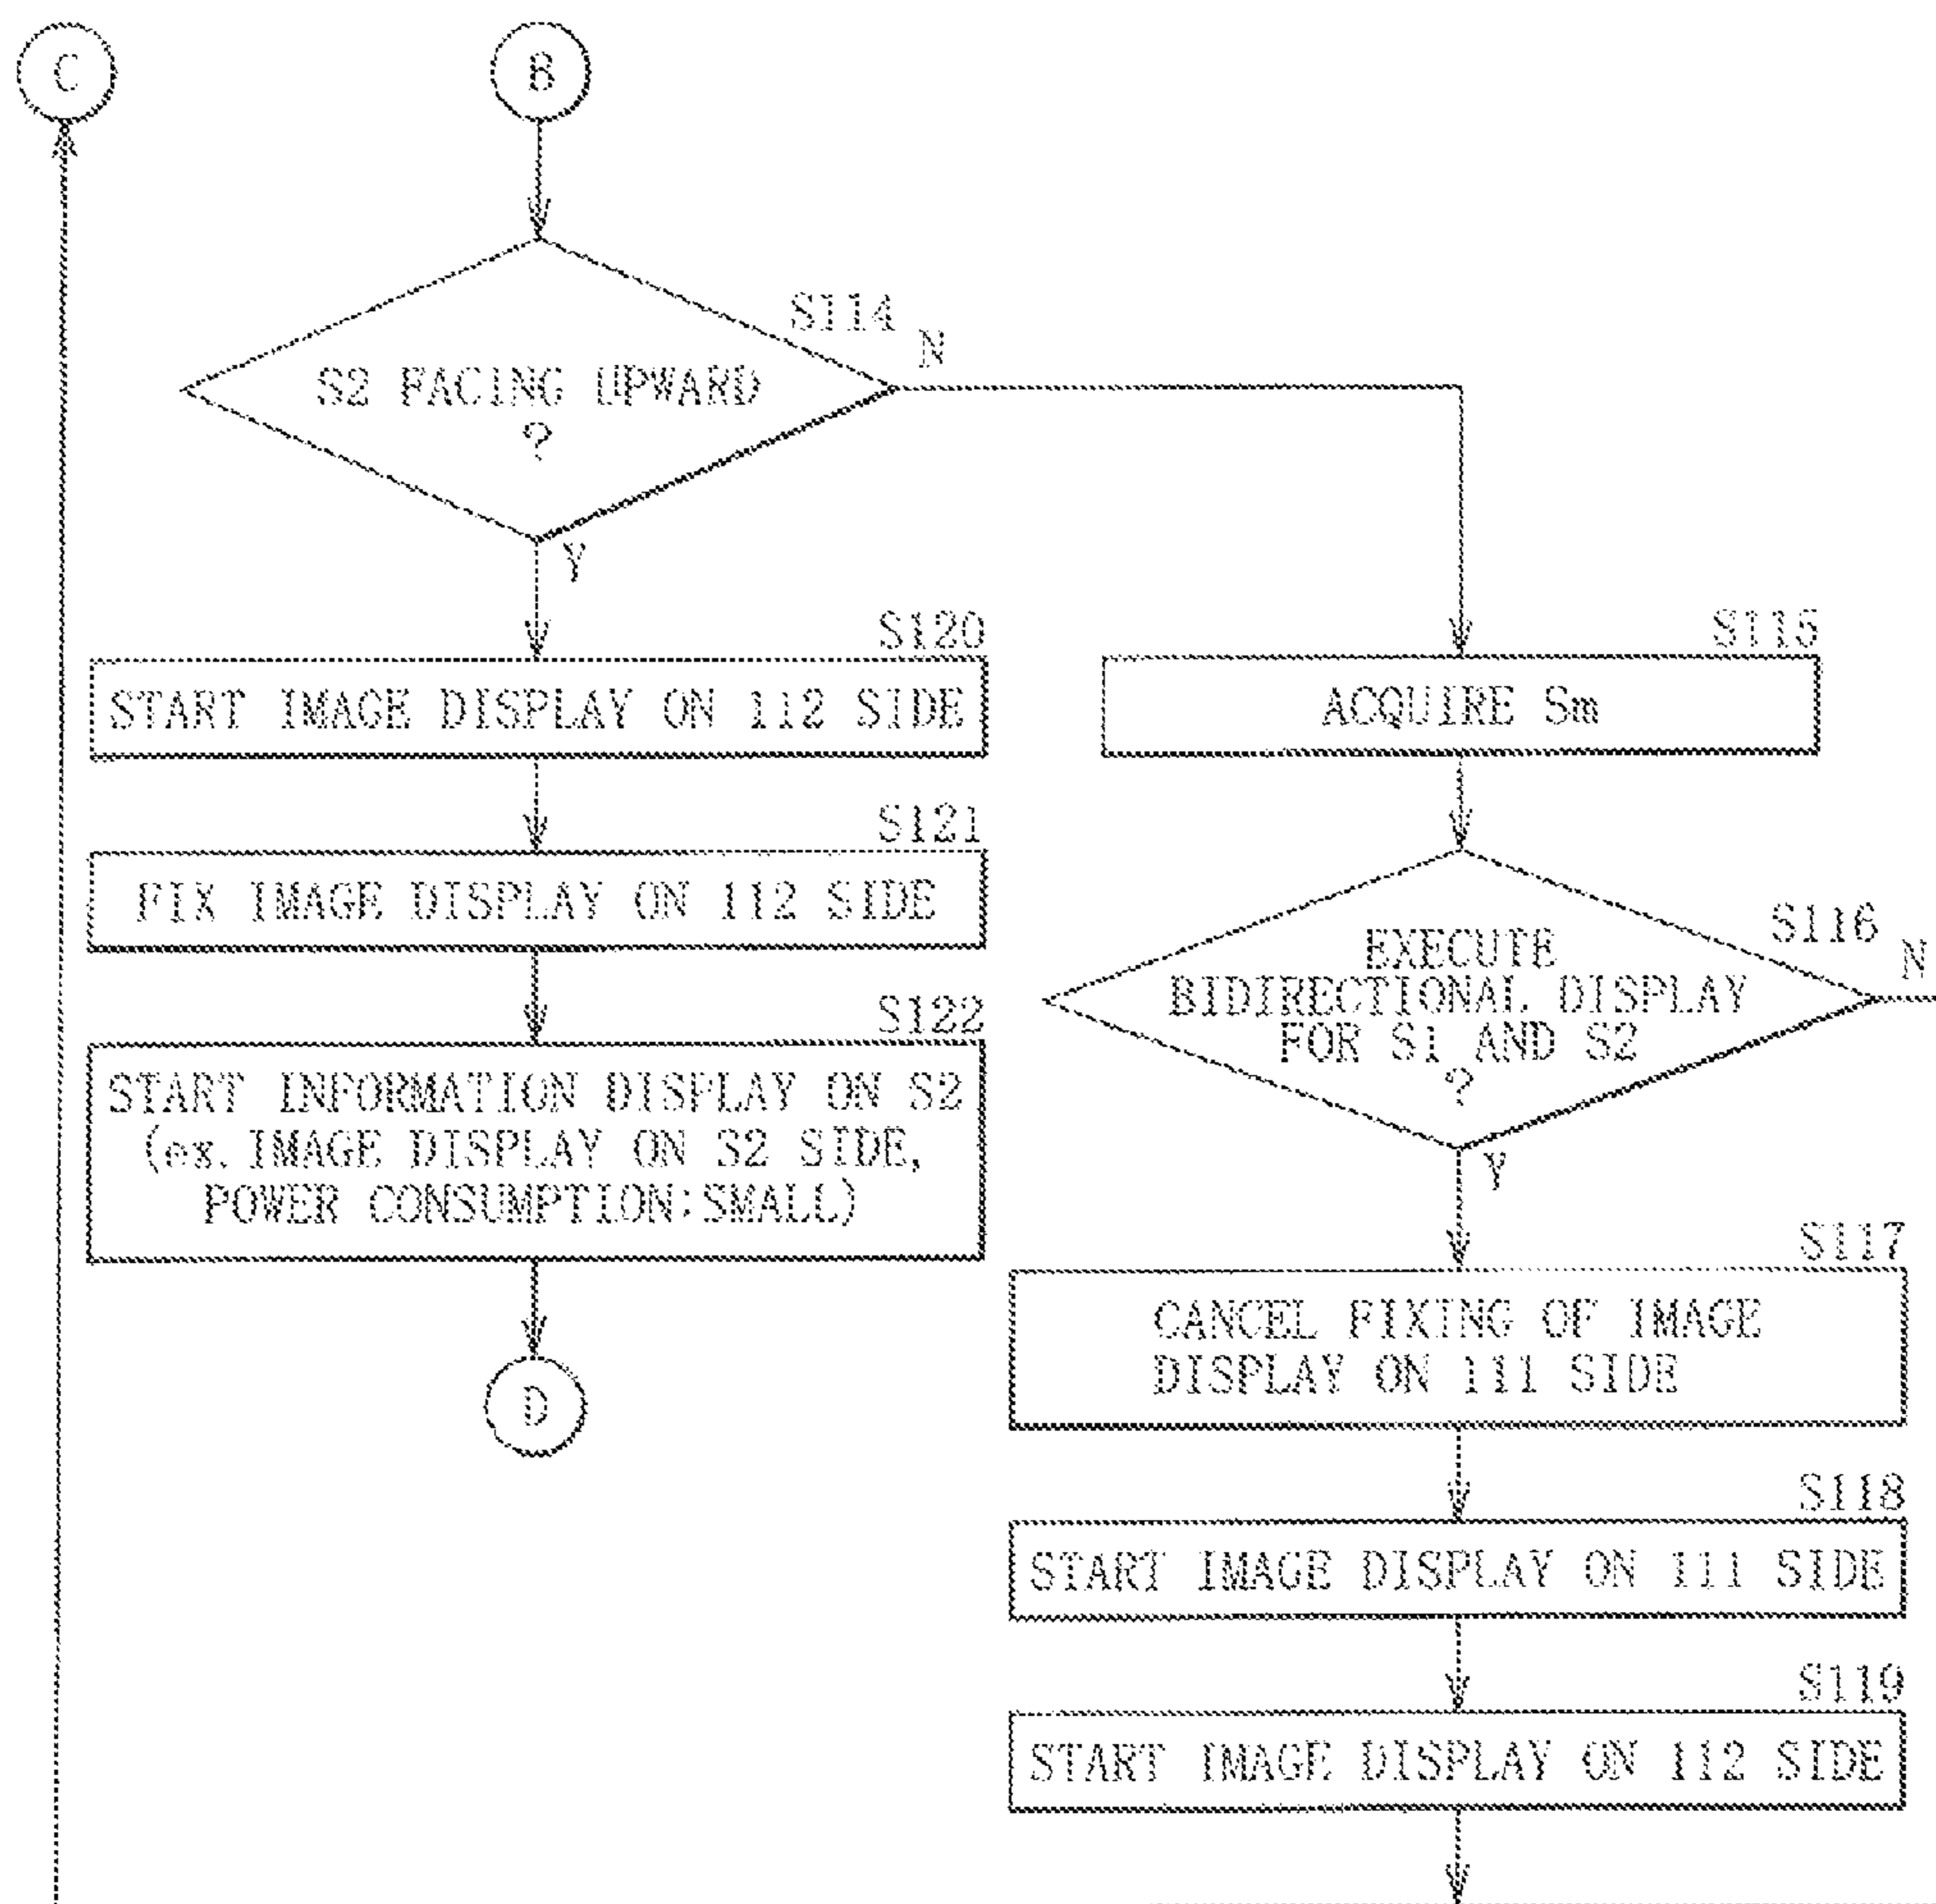 C
B
S114
N
S2 FACING UPWARD
?
Y
S120
START IMAGE DISPLAY ON 112 SIDE
S121
FIX IMAGE DISPLAY ON 112 SIDE
S122
START INFORMATION DISPLAY ON S2
(ex. IMAGE DISPLAY ON S2 SIDE,
POWER CONSUMPTION:SMALL)
D
S115
ACQUIRE Sm
S116
N
EXECUTE
BIDIRECTIONAL DISPLAY
FOR S1 AND S2
?
Y
S117
CANCEL FIXING OF IMAGE
DISPLAY ON 111 SIDE
S118
START IMAGE DISPLAY ON 111 SIDE
S119
START IMAGE DISPLAY ON 112 SIDE